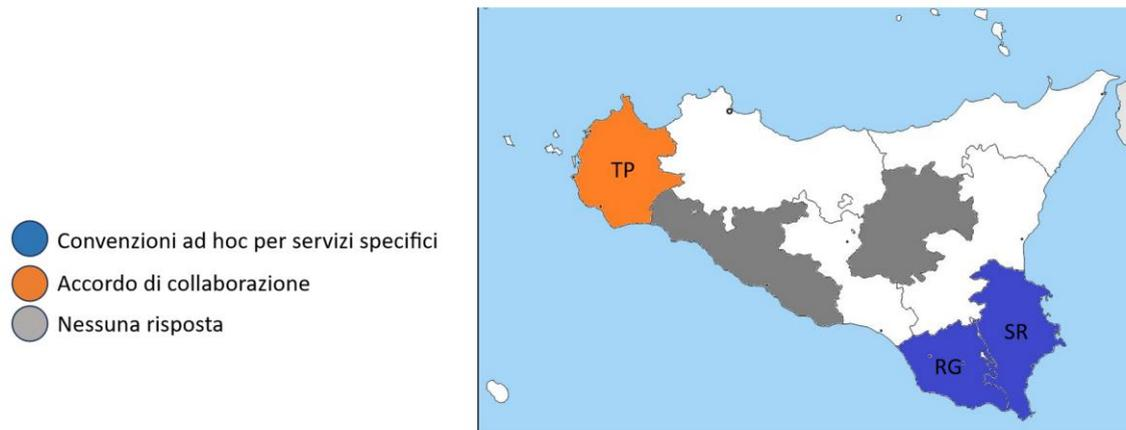 TP
Convenzioni ad hoc per servizi specifici
Accordo di collaborazione
Nessuna risposta
SR
RG